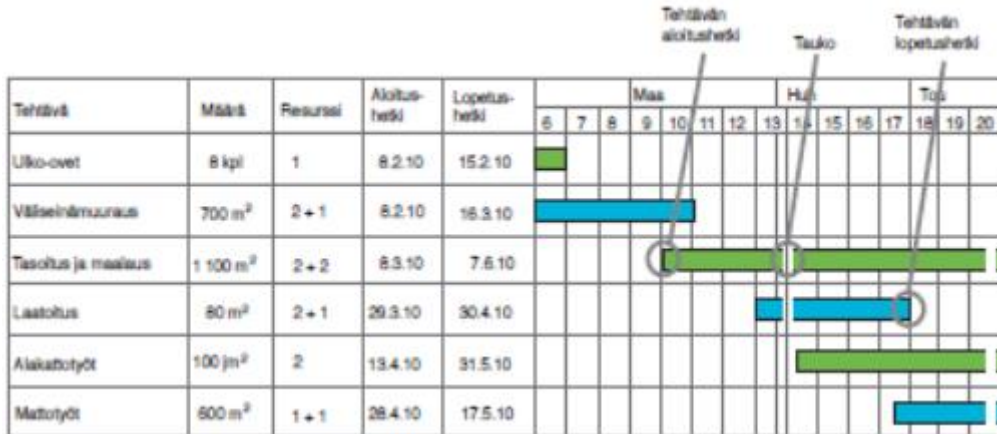 Tehtävän
aloitushetki
Tauko
Tehtävän
lopetushetki
Tehtävä Määrä Resurssi Aloitus-
hetki Lopetus-
hetki Maa Huh Tou
6 7 8 9 10 11 12 13 14 15 16 17 18 19 20
Ulko-ovet 8 kpl 1 8.2.10 15.2.10
Väliseinämuuraus 700 m² 2 + 1 8.2.10 16.3.10
Tasoitus ja maalaus 1 100 m² 2 + 2 8.3.10 7.6.10
Laatoitus 80 m² 2 + 1 29.3.10 30.4.10
Alakattotyöt 100 jm² 2 13.4.10 31.5.10
Mattotyöt 600 m² 1 + 1 28.4.10 17.5.10